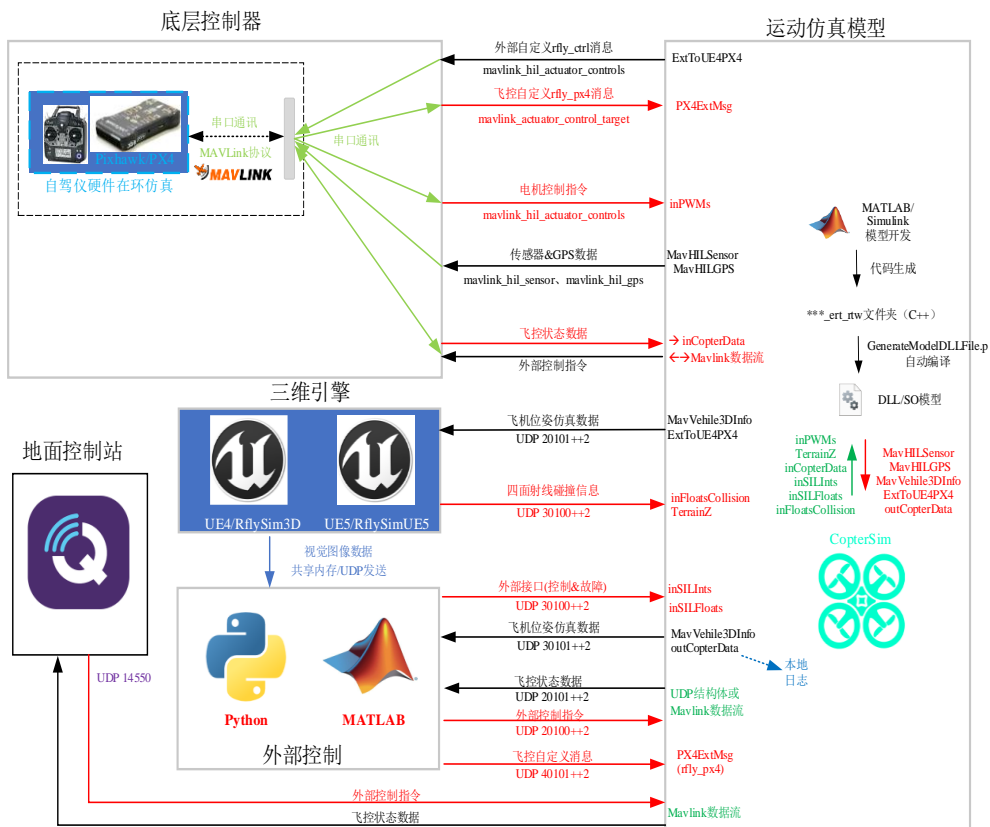 底层控制器
运动仿真模型
外部自定义rfly_ctrl消息
mavlink_hil_actuator_controls
ExtToUE4PX4
飞控自定义rfly_px4消息
mavlink_actuator_control_target
PX4ExtMsg
串口通讯
MAVLink协议
MAVLINK
串口通讯
Pixhawk/PX4
自驾仪硬件在环仿真
电机控制指令
mavlink_hil_actuator_controls
inPWMs
传感器&GPS数据
mavlink_hil_sensor、mavlink_hil_gps
MavHILSensor
MavHILGPS
飞控状态数据
外部控制指令
→ inCopterData
←→Mavlink数据流
MATLAB/
Simulink
模型开发
代码生成
***_ert_rtw文件夹（C++）
GenerateModelDLLFile.p
自动编译
DLL/SO模型
inPWMs
TerrainZ
inCopterData
inSILInts
inSILFloats
inFloatsCollision
MavHILSensor
MavHILGPS
MavVehile3DInfo
ExtToUE4PX4
outCopterData
CopterSim
三维引擎
UE4/RflySim3D
UE5/RflySimUE5
飞机位姿仿真数据
UDP 20101++2
MavVehile3DInfo
ExtToUE4PX4
四面射线碰撞信息
UDP 30100++2
inFloatsCollision
TerrainZ
视觉图像数据
共享内存/UDP发送
地面控制站
UDP 14550
Python
MATLAB
外部控制
外部接口(控制&故障)
UDP 30100++2
inSILInts
inSILFloats
飞机位姿仿真数据
UDP 30101++2
MavVehile3DInfo
outCopterData
本地
日志
飞控状态数据
UDP 20101++2
外部控制指令
UDP 20100++2
UDP结构体或
Mavlink数据流
飞控自定义消息
UDP 40101++2
PX4ExtMsg
(rfly_px4)
外部控制指令
飞控状态数据
Mavlink数据流